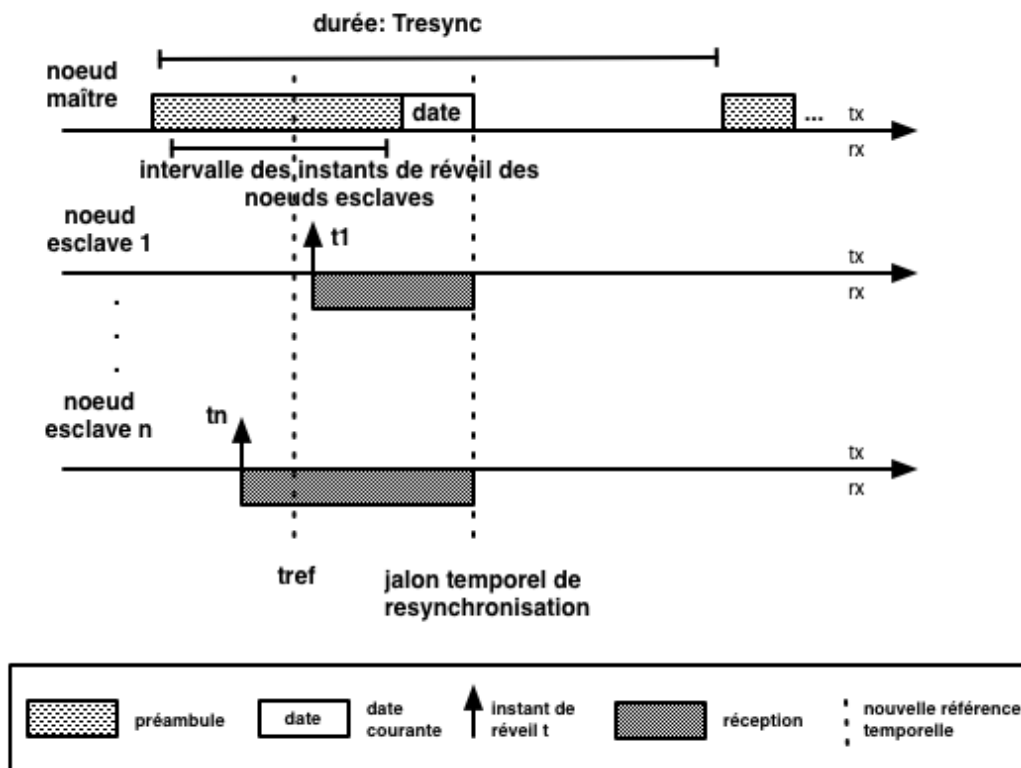 durée: Tresync
noeud
maître
date
... tx
rx
intervalle des instants de réveil des
noeuds esclaves
noeud
esclave 1
t1
tx
rx
.
.
.
noeud
esclave n
tn
tx
rx
tref
jalon temporel de
resynchronisation
préambule
date
date
courante
instant de
réveil t
réception
nouvelle référence
temporelle